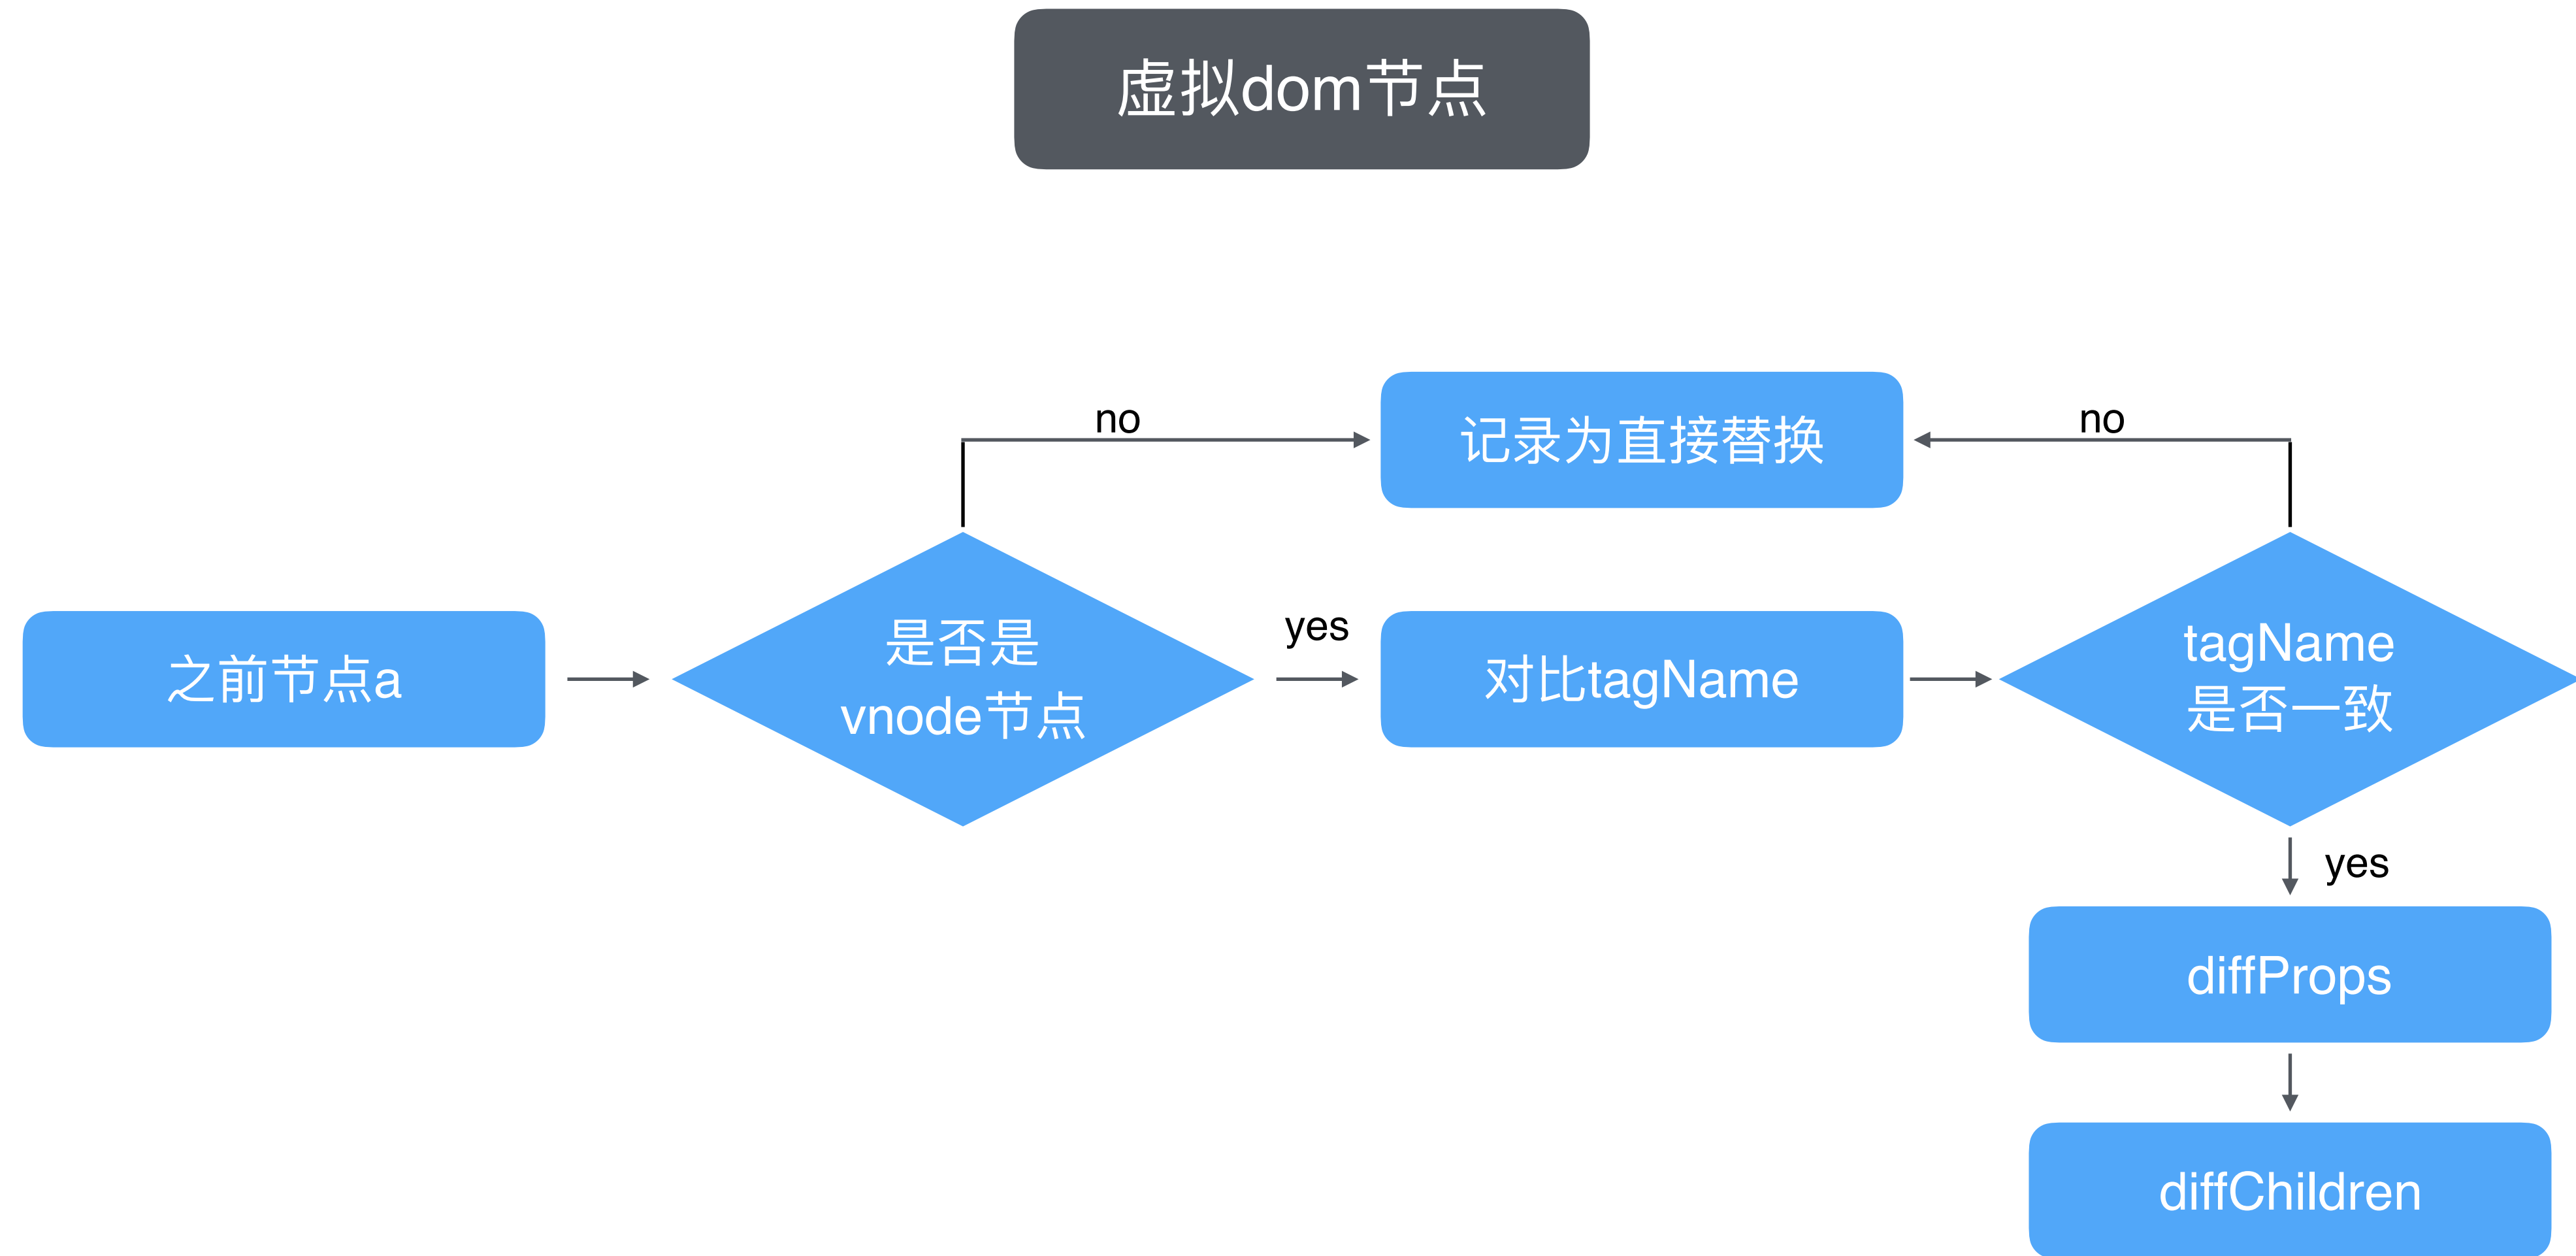 虚拟dom节点
no
记录为直接替换
no
之前节点a
是否是
vnode节点
yes
对比tagName
tagName
是否一致
yes
diffProps
diffChildren